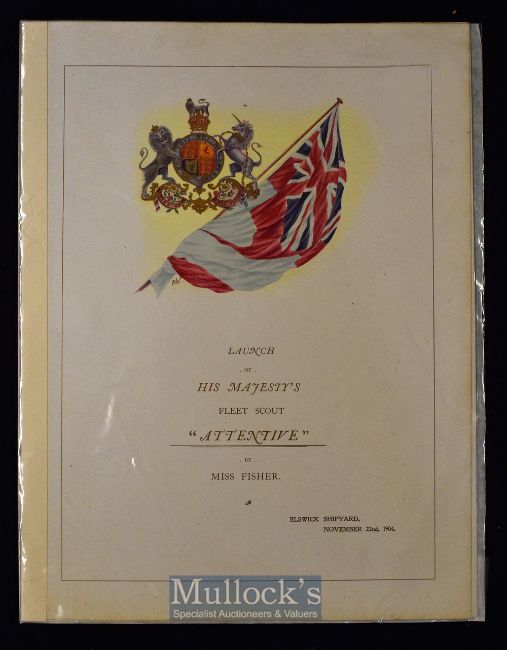 LAUNCH
. OF .
HIS MAJESTY'S
FLEET SCOUT
"ATTENTIVE"
. BY
MISS FISHER.
ELSWICK SHIPYARD,
NOVEMBER 22nd, 1904.
Mullock's
Specialist Auctioneers & Valuers